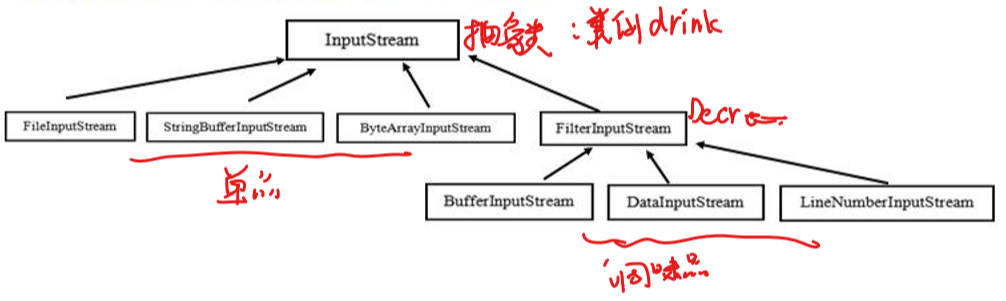 InputStream
抽象类：类似drink
FileInputStream
StringBufferInputStream
ByteArrayInputStream
FilterInputStream
Decr
单品
BufferInputStream
DataInputStream
LineNumberInputStream
调味品